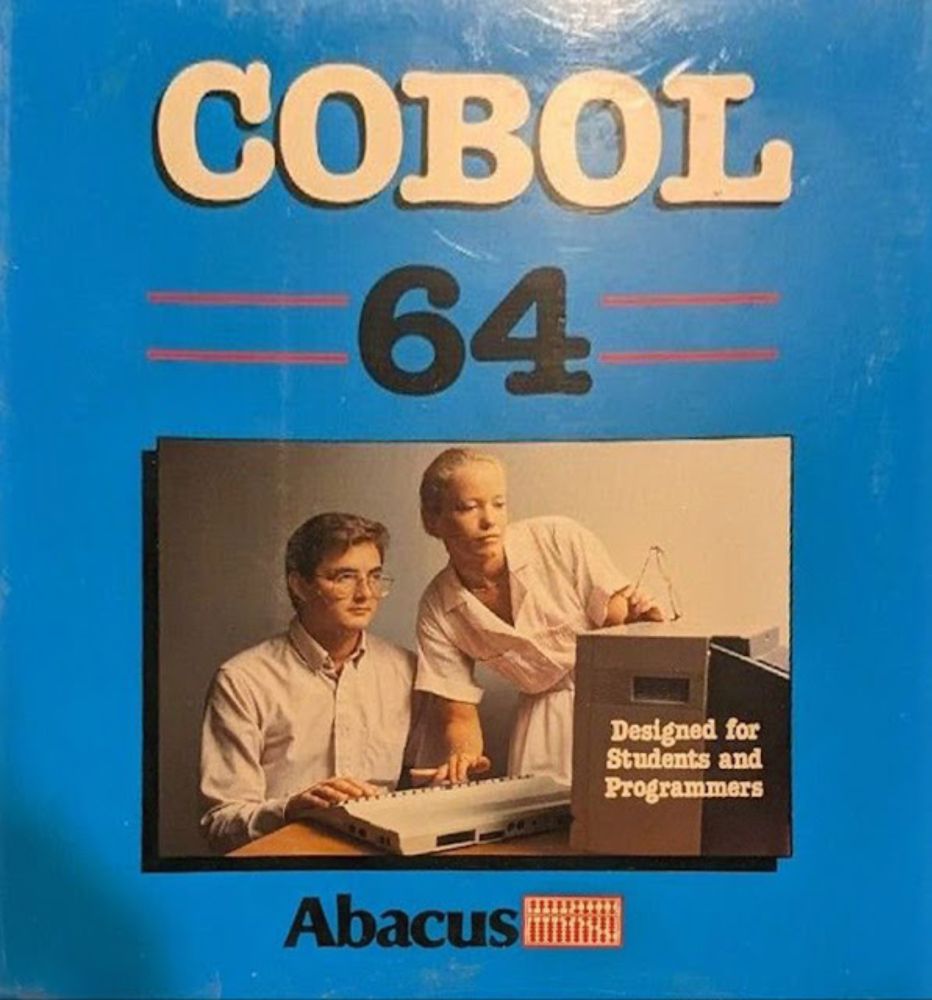 COBOL
64
Designed for
Students and
Programmers
Abacus